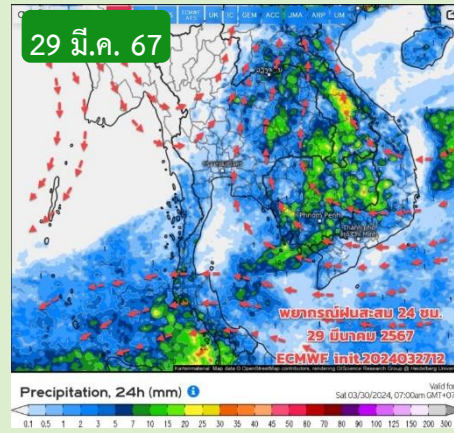 ECMWF AFS UK IC GEM ACC JMA ARP UM
29 มี.ค. 67
Phnom Penh
พยากรณ์ฝนสะสม 24 ชม.
29 มีนาคม 2567
ECMWF init.2024032712
Precipitation, 24h (mm)
Valid for
Sat 03/30/2024, 07:00am GMT+07
0.1 0.5 1 2 3 5 7 10 15 20 25 30 35 40 45 50 60 70 80 90 100 125 150 200 300